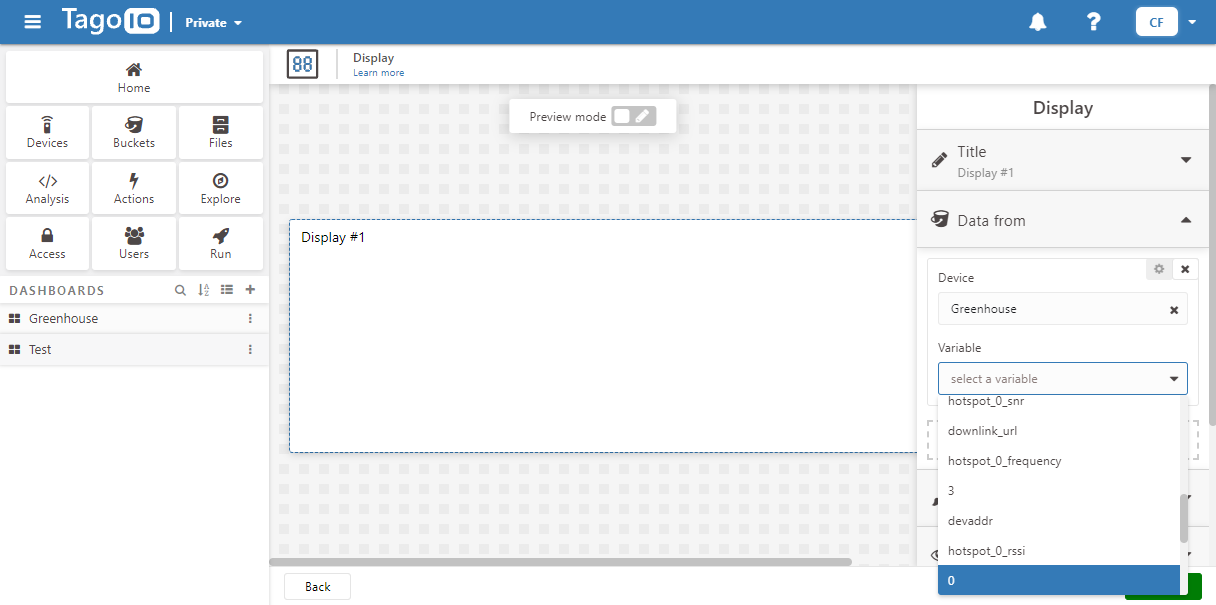 TagoIO
Private
CF
Home
Devices
Buckets
Files
Analysis
Actions
Explore
Access
Users
Run
DASHBOARDS
Greenhouse
Test
88
Display
Learn more
Preview mode
Display #1
Back
Display
Title
Display #1
Data from
Device
Greenhouse
Variable
select a variable
hotspot_0_snr
downlink_url
hotspot_0_frequency
3
devaddr
hotspot_0_rssi
0